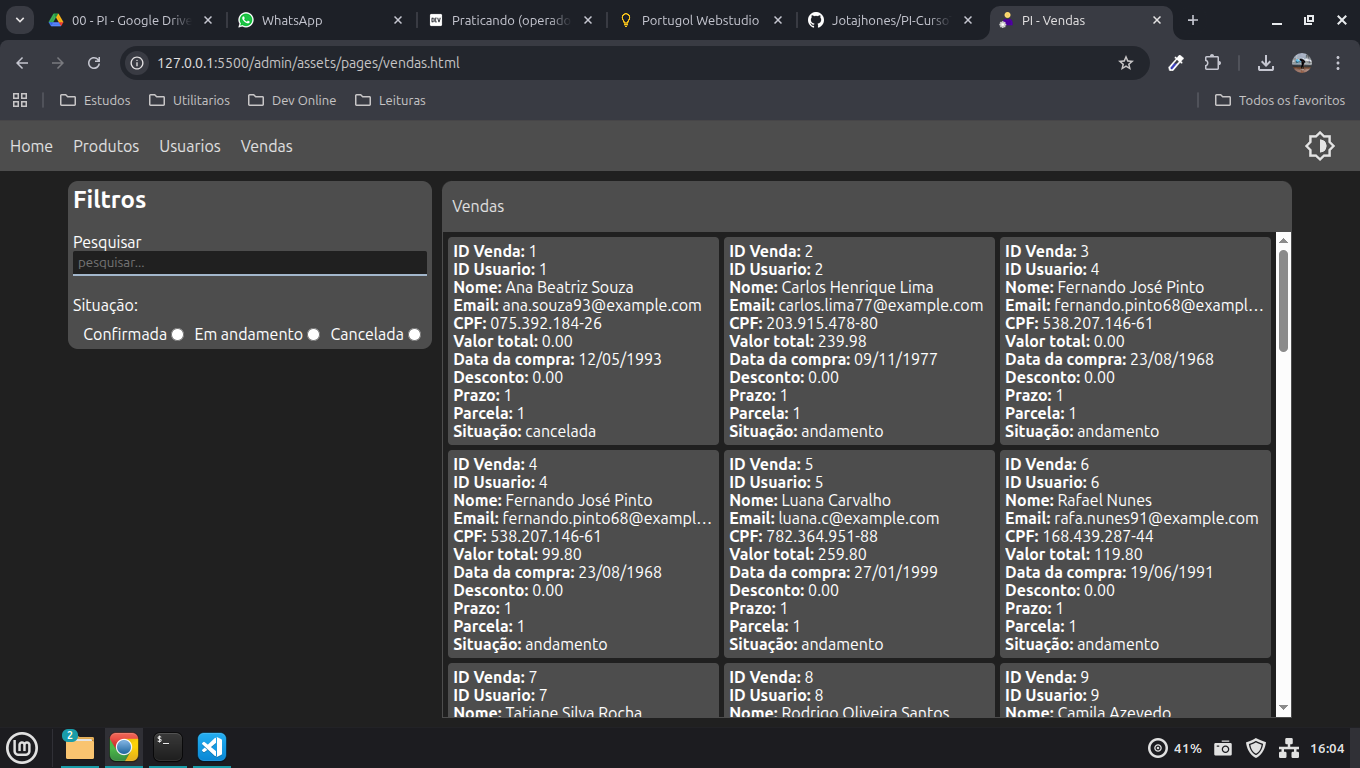 00 - PI - Google Drive
WhatsApp
Praticando (operado
Portugol Webstudio
Jotajhones/PI-Curso
PI - Vendas
127.0.0.1:5500/admin/assets/pages/vendas.html
Estudos
Utilitarios
Dev Online
Leituras
Todos os favoritos
Home
Produtos
Usuarios
Vendas
Filtros
Pesquisar
pesquisar...
Situação:
Confirmada
Em andamento
Cancelada
Vendas
ID Venda: 1
ID Usuario: 1
Nome: Ana Beatriz Souza
Email: ana.souza93@example.com
CPF: 075.392.184-26
Valor total: 0.00
Data da compra: 12/05/1993
Desconto: 0.00
Prazo: 1
Parcela: 1
Situação: cancelada
ID Venda: 2
ID Usuario: 2
Nome: Carlos Henrique Lima
Email: carlos.lima77@example.com
CPF: 203.915.478-80
Valor total: 239.98
Data da compra: 09/11/1977
Desconto: 0.00
Prazo: 1
Parcela: 1
Situação: andamento
ID Venda: 3
ID Usuario: 4
Nome: Fernando José Pinto
Email: fernando.pinto68@exampl...
CPF: 538.207.146-61
Valor total: 0.00
Data da compra: 23/08/1968
Desconto: 0.00
Prazo: 1
Parcela: 1
Situação: andamento
ID Venda: 4
ID Usuario: 4
Nome: Fernando José Pinto
Email: fernando.pinto68@exampl...
CPF: 538.207.146-61
Valor total: 99.80
Data da compra: 23/08/1968
Desconto: 0.00
Prazo: 1
Parcela: 1
Situação: andamento
ID Venda: 5
ID Usuario: 5
Nome: Luana Carvalho
Email: luana.c@example.com
CPF: 782.364.951-88
Valor total: 259.80
Data da compra: 27/01/1999
Desconto: 0.00
Prazo: 1
Parcela: 1
Situação: andamento
ID Venda: 6
ID Usuario: 6
Nome: Rafael Nunes
Email: rafa.nunes91@example.com
CPF: 168.439.287-44
Valor total: 119.80
Data da compra: 19/06/1991
Desconto: 0.00
Prazo: 1
Parcela: 1
Situação: andamento
ID Venda: 7
ID Usuario: 7
Nome: Tatiane Silva Rocha
ID Venda: 8
ID Usuario: 8
Nome: Rodrigo Oliveira Santos
ID Venda: 9
ID Usuario: 9
Nome: Camila Azevedo
2
41%
16:04